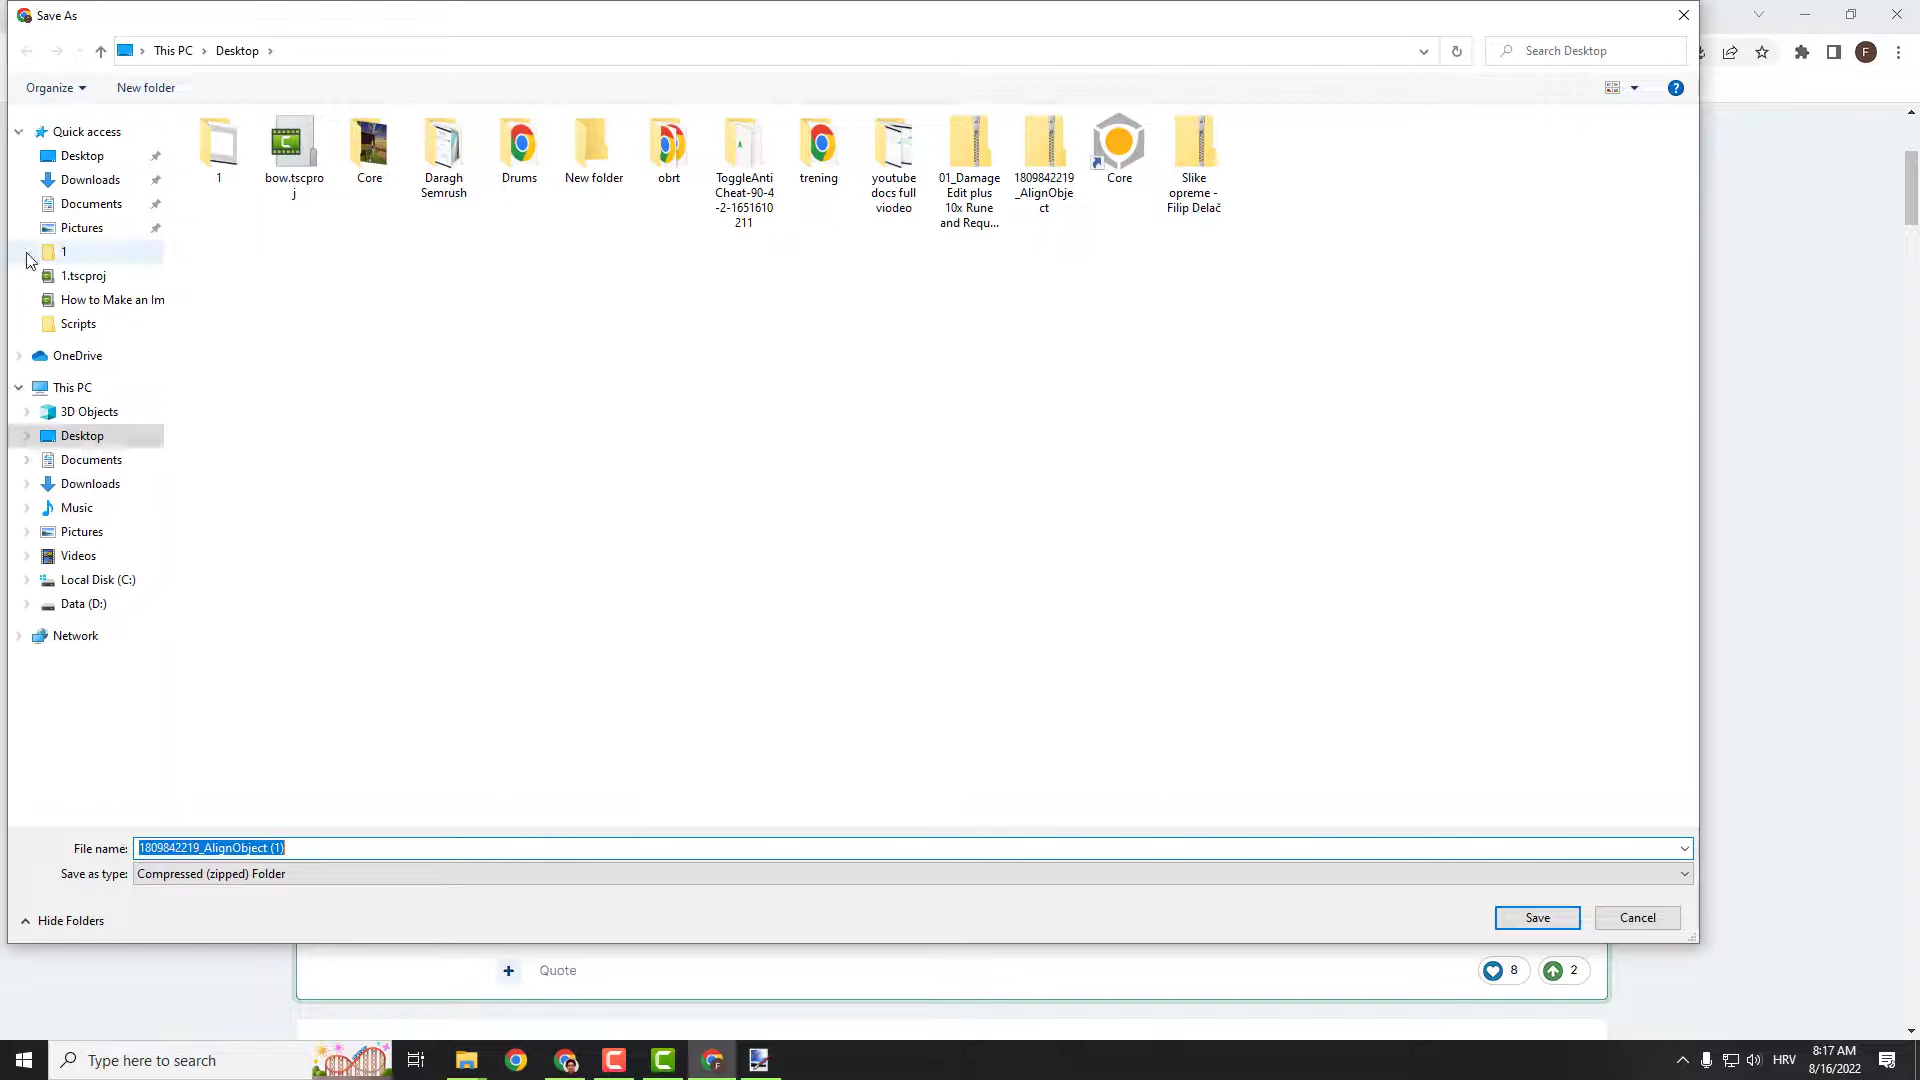 Save As
This PC
Desktop
Search Desktop
Organize
New folder
Quick access
Desktop
Downloads
Documents
Pictures
1
1.tscproj
How to Make an Im
Scripts
OneDrive
This PC
3D Objects
Desktop
Documents
Downloads
Music
Pictures
Videos
Local Disk (C:)
Data (D:)
Network
1
bow.tscpro
j
Core
Daragh
Semrush
Drums
New folder
obrt
ToggleAnti
Cheat-90-4
-2-1651610
211
trening
youtube
docs full
viodeo
01_Damage
Edit plus
10x Rune
and Requ...
1809842219
_AlignObje
ct
Core
Slike
opreme -
Filip Delač
File name: 1809842219_AlignObject (1)
Save as type: Compressed (zipped) Folder
Hide Folders
Save
Cancel
F
+ Quote
8
2
Type here to search
F
HRV
8:17 AM
8/16/2022